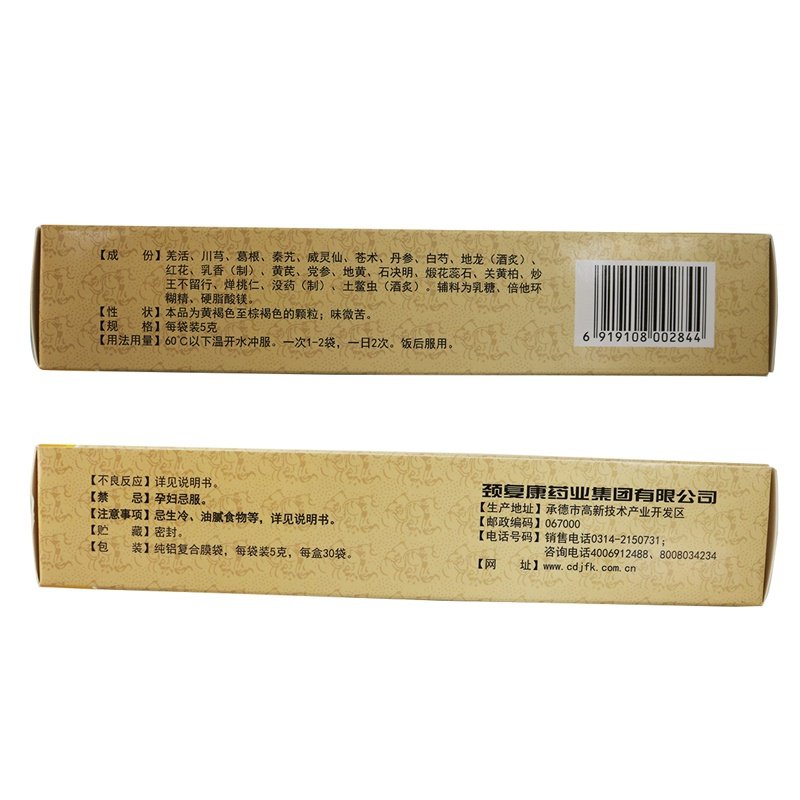 【成　份】羌活、川芎、葛根、秦艽、威灵仙、苍术、丹参、白芍、地龙（酒炙）、
红花、乳香（制）、黄芪、党参、地黄、石决明、煅花蕊石、关黄柏、炒
王不留行、燀桃仁、没药（制）、土鳖虫（酒炙）。辅料为乳糖、倍他环
糊精、硬脂酸镁。
【性　状】本品为黄褐色至棕褐色的颗粒；味微苦。
【规　格】每袋装5克
【用法用量】60℃以下温开水冲服。一次1-2袋，一日2次。饭后服用。
6 919108 002844
【不良反应】详见说明书。
【禁　忌】孕妇忌服。
【注意事项】忌生冷、油腻食物等，详见说明书。
【贮　藏】密封。
【包　装】纯铝复合膜袋，每袋装5克，每盒30袋。
颈复康药业集团有限公司
【生产地址】承德市高新技术产业开发区
【邮政编码】067000
【电话号码】销售电话0314-2150731；
咨询电话4006912488、8008034234
【网　址】www.cdjfk.com.cn